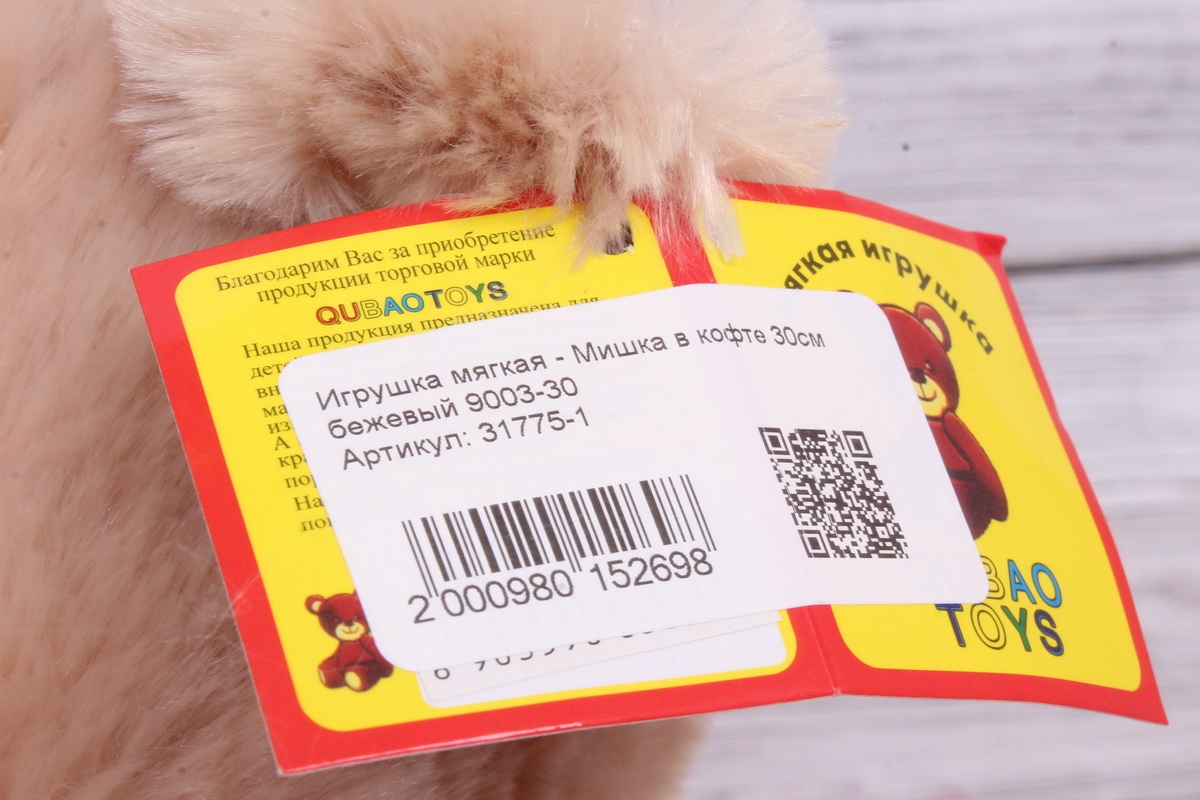 Благодарим Вас за приобретение
продукции торговой марки
QUBAOTOYS
Наша продукция предназначена для
Игрушка мягкая - Мишка в кофте 30см
бежевый 9003-30
Артикул: 31775-1
2 000980 152698
мягкая игрушка
QUBAO
TOYS